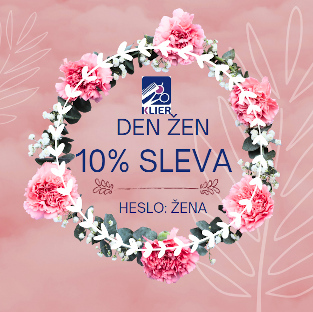 KLIER
DEN ŽEN
10% SLEVA
HESLO: ŽENA